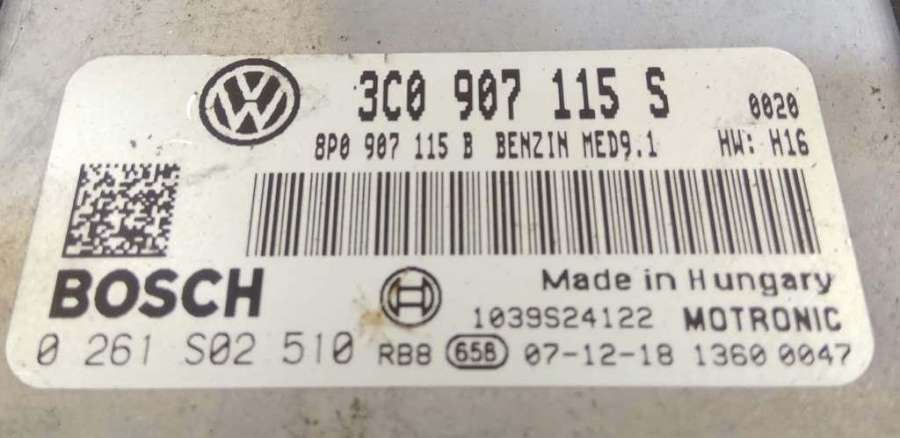 3C0 907 115 S 0020
8P0 907 115 B BENZIN MED9.1 HW: H16
BOSCH Made in Hungary
1039S24122 MOTRONIC
0 261 S02 510 RB8 658 07-12-18 1360 0047